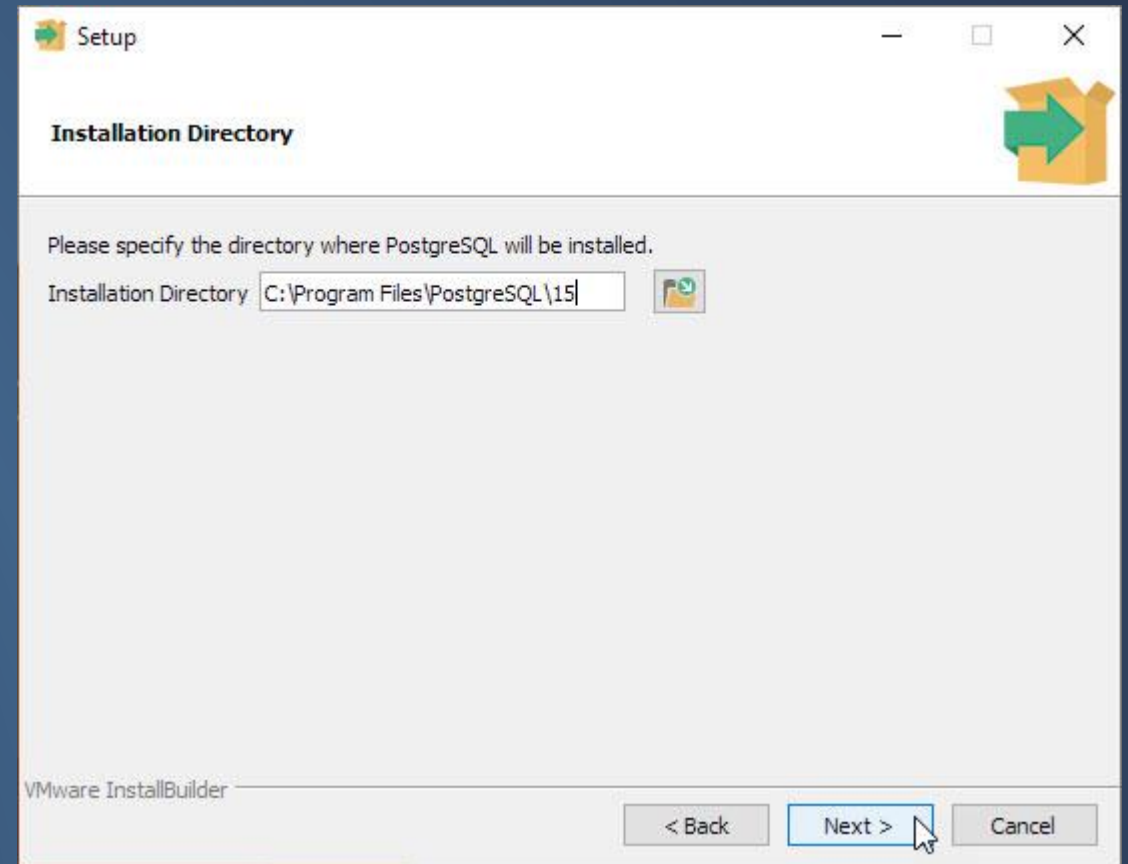 Setup
Installation Directory
Please specify the directory where PostgreSQL will be installed.
Installation Directory C:\Program Files\PostgreSQL\15
VMware InstallBuilder
< Back Next > Cancel